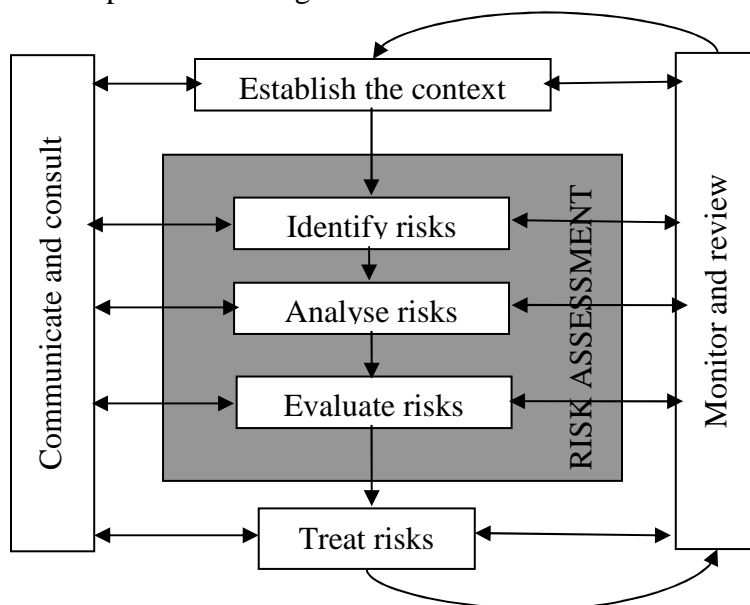 Establish the context
Communicate and consult
Identify risks
Analyse risks
Evaluate risks
RISK ASSESSMENT
Monitor and review
Treat risks